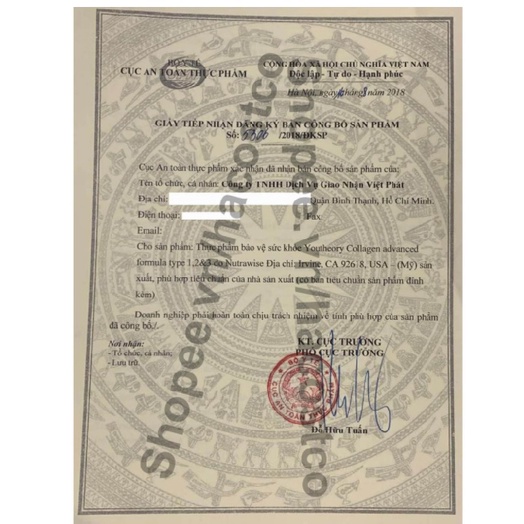 BỘ Y TẾ
CỤC AN TOÀN THỰC PHẨM
CỘNG HÒA XÃ HỘI CHỦ NGHĨA VIỆT NAM
Độc lập - Tự do - Hạnh phúc
Hà Nội, ngày tháng năm 2018
GIẤY TIẾP NHẬN ĐĂNG KÝ BẢN CÔNG BỐ SẢN PHẨM
Số: /2018/ĐKSP
Cục An toàn thực phẩm xác nhận đã nhận bản công bố sản phẩm của:
Tên tổ chức, cá nhân: Công ty TNHH Dịch Vụ Giao Nhận Việt Phát
Địa chỉ: Quận Bình Thạnh, Hồ Chí Minh.
Điện thoại: Fax
Email:
Cho sản phẩm: Thực phẩm bảo vệ sức khỏe Youtheory Collagen advanced
formula type 1,2&3 do Nutrawise Địa chỉ: Irvine, CA 92618, USA - (Mỹ) sản
xuất, phù hợp tiêu chuẩn của nhà sản xuất (có bản tiêu chuẩn sản phẩm đính
kèm)
Doanh nghiệp phải hoàn toàn chịu trách nhiệm về tính phù hợp của sản phẩm
đã công bố./.
Nơi nhận:
- Tổ chức, cá nhân;
- Lưu trữ.
KT. CỤC TRƯỞNG
PHÓ CỤC TRƯỞNG
Đỗ Hữu Tuấn
Shopee.vn/hacostco
Shopee.vn/hacostco